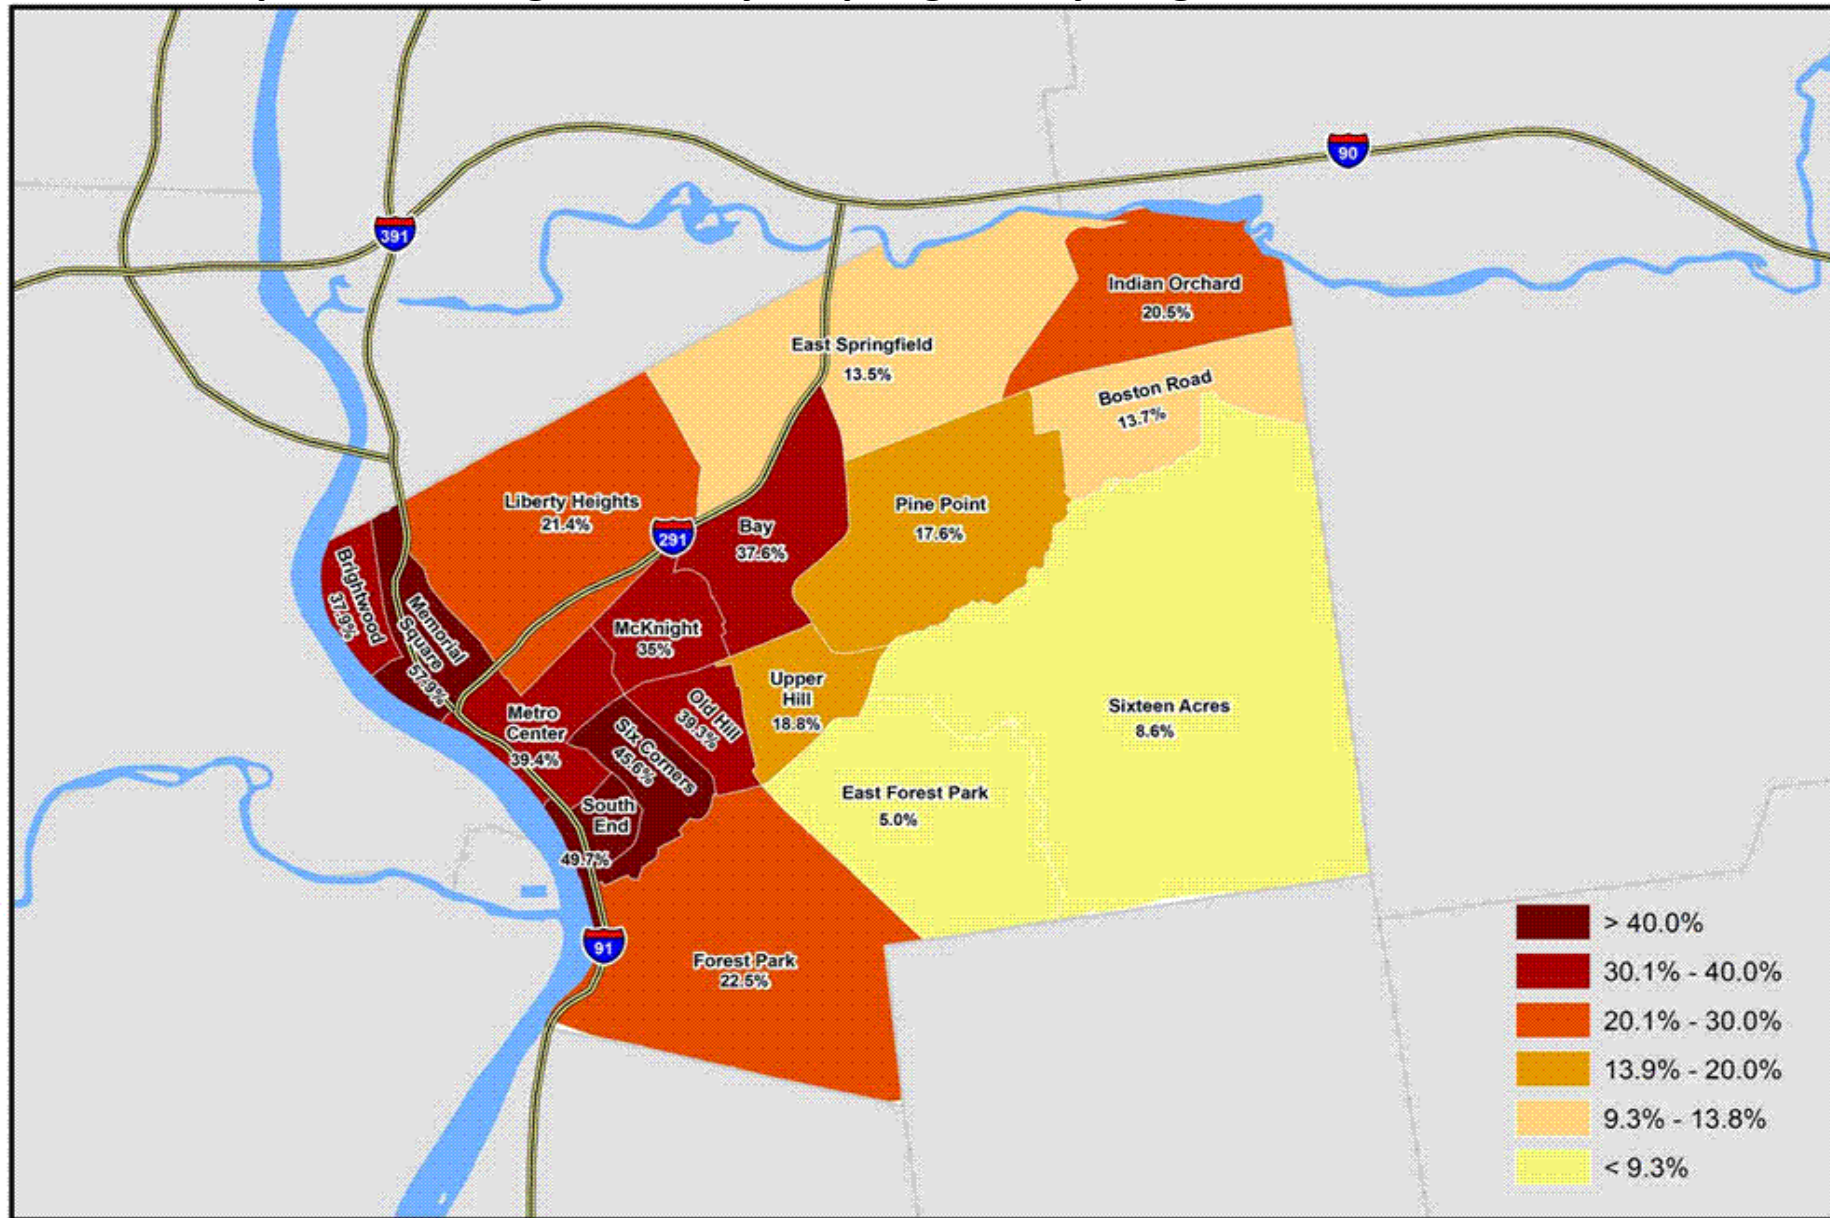 90
391
Indian Orchard
20.5%
East Springfield
13.5%
Boston Road
13.7%
Liberty Heights
21.4%
291
Bay
37.6%
Pine Point
17.6%
Brightwood
37.9%
Memorial
Square
57.9%
McKnight
35%
Upper
Hill
18.8%
Old Hill
39.3%
Metro
Center
39.4%
Six Corners
45.6%
Sixteen Acres
8.6%
South
End
49.7%
East Forest Park
5.0%
91
Forest Park
22.5%
> 40.0%
30.1% - 40.0%
20.1% - 30.0%
13.9% - 20.0%
9.3% - 13.8%
< 9.3%